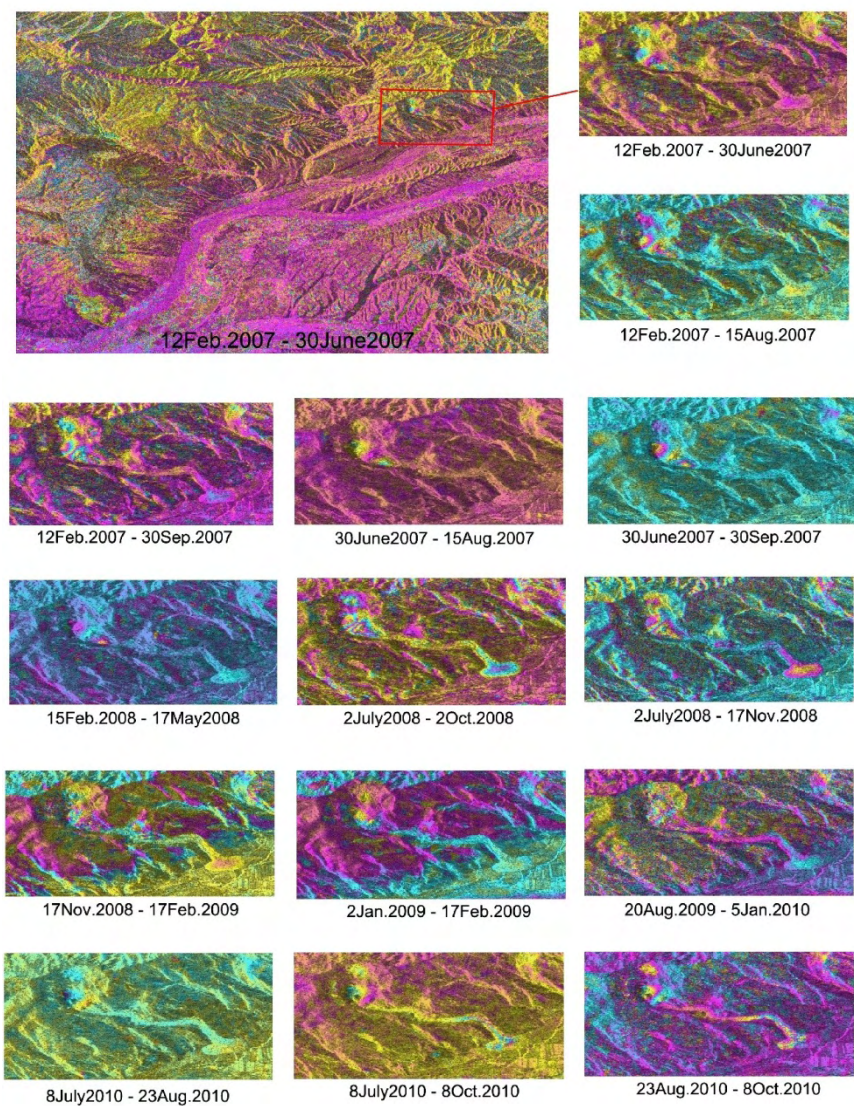 12Feb.2007 - 30June2007
12Feb.2007 - 30June2007
12Feb.2007 - 15Aug.2007
12Feb.2007 - 30Sep.2007
30June2007 - 15Aug.2007
30June2007 - 30Sep.2007
15Feb.2008 - 17May2008
2July2008 - 2Oct.2008
2July2008 - 17Nov.2008
17Nov.2008 - 17Feb.2009
2Jan.2009 - 17Feb.2009
20Aug.2009 - 5Jan.2010
8July2010 - 23Aug.2010
8July2010 - 8Oct.2010
23Aug.2010 - 8Oct.2010